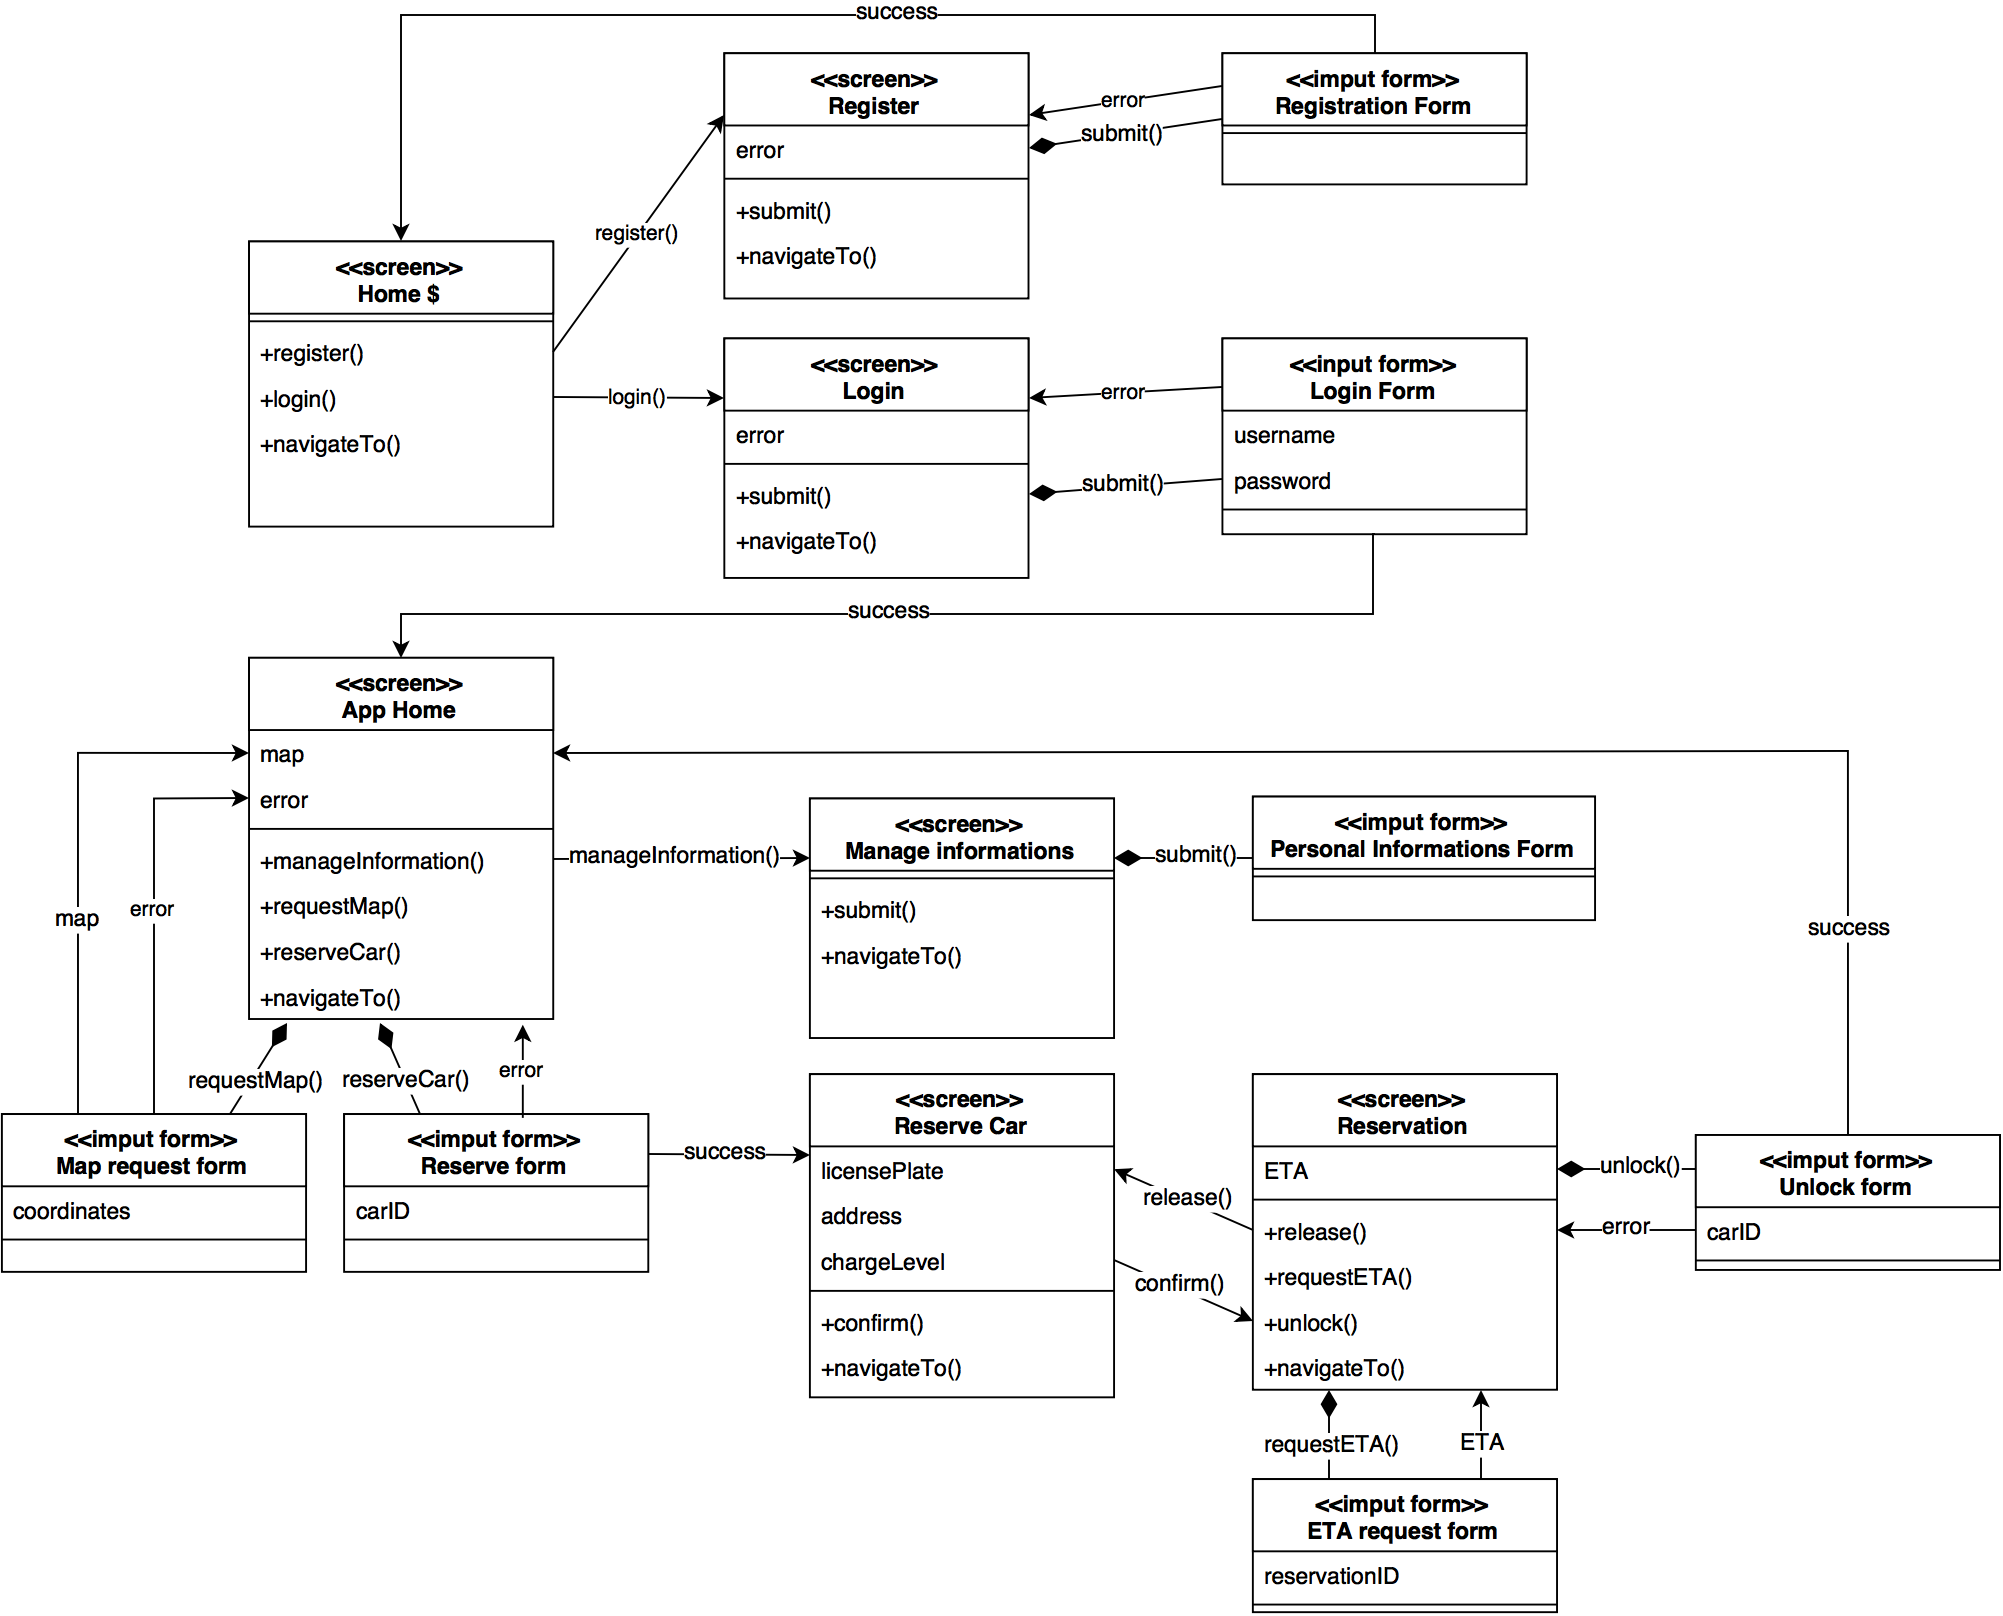 success
<<screen>>
Register
error
+submit()
+navigateTo()
error
submit()
<<imput form>>
Registration Form
register()
<<screen>>
Home $
+register()
+login()
+navigateTo()
login()
<<screen>>
Login
error
+submit()
+navigateTo()
error
submit()
<<input form>>
Login Form
username
password
success
<<screen>>
App Home
map
error
+manageInformation()
+requestMap()
+reserveCar()
+navigateTo()
map
error
manageInformation()
<<screen>>
Manage informations
+submit()
+navigateTo()
submit()
<<imput form>>
Personal Informations Form
success
requestMap()
reserveCar()
error
<<imput form>>
Map request form
coordinates
<<imput form>>
Reserve form
carID
success
<<screen>>
Reserve Car
licensePlate
address
chargeLevel
+confirm()
+navigateTo()
release()
confirm()
<<screen>>
Reservation
ETA
+release()
+requestETA()
+unlock()
+navigateTo()
unlock()
error
<<imput form>>
Unlock form
carID
requestETA()
ETA
<<imput form>>
ETA request form
reservationID